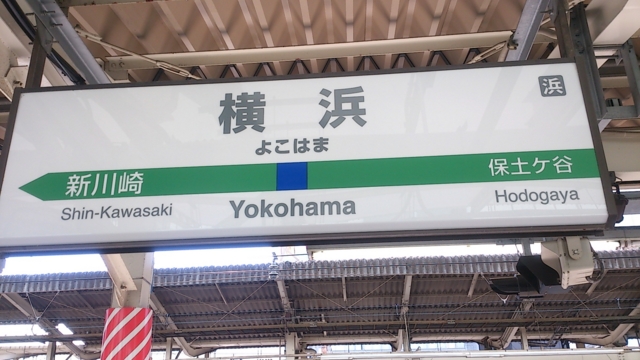 横 浜
浜
よこはま
新川崎
保土ケ谷
Shin-Kawasaki
Yokohama
Hodogaya